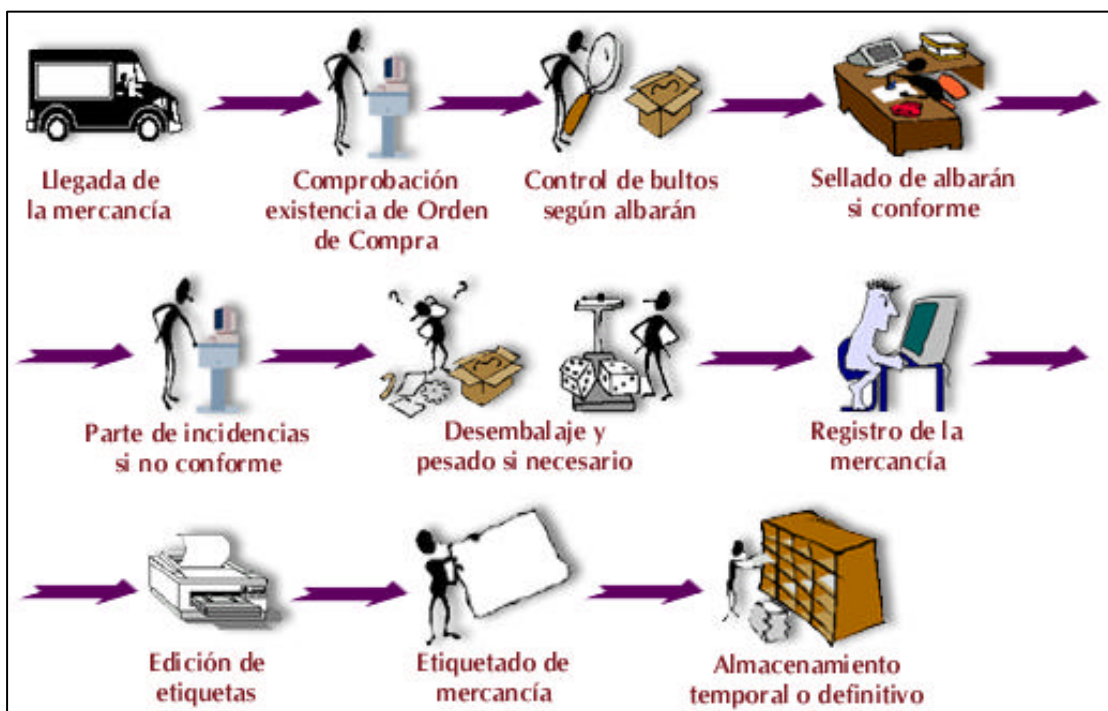 Llegada de
la mercancía
Comprobación
existencia de Orden
de Compra
Control de bultos
según albarán
Sellado de albarán
si conforme
Parte de incidencias
si no conforme
Desembalaje y
pesado si necesario
Registro de la
mercancía
Edición de
etiquetas
Etiquetado de
mercancía
Almacenamiento
temporal o definitivo